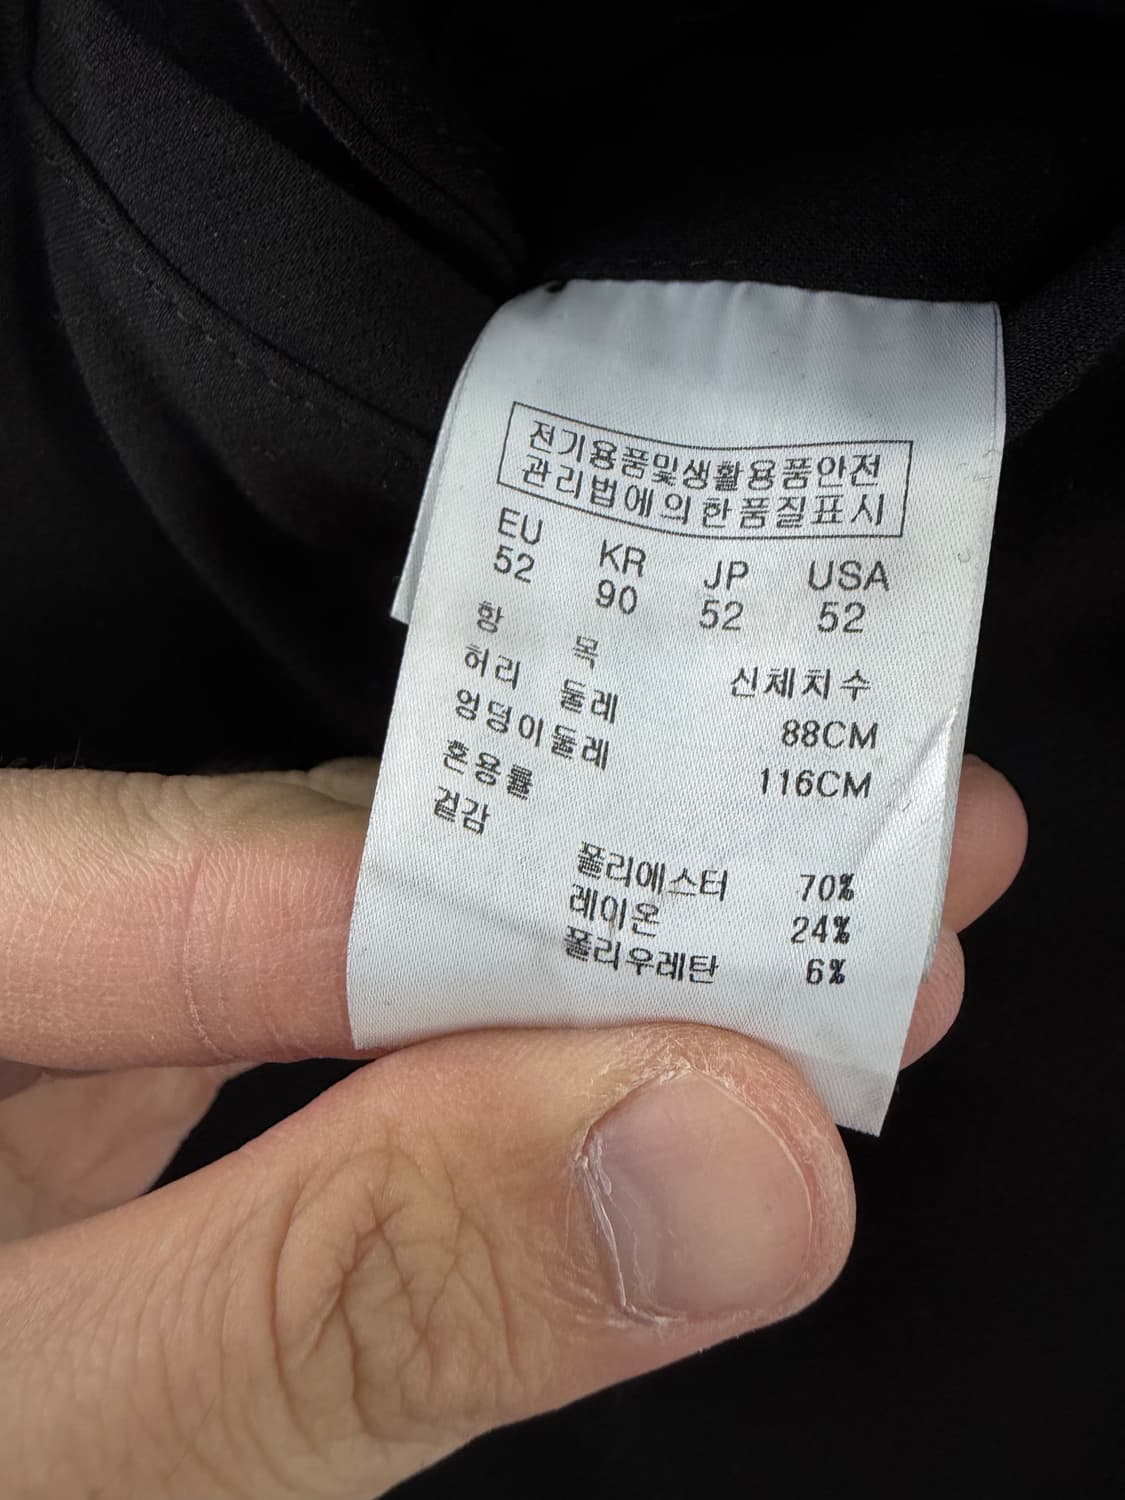 전기용품및생활용품안전
관리법에의한품질표시
EU KR JP USA
52 90 52 52
항 목 신체치수
허리 둘레 88CM
엉덩이둘레 116CM
혼용률
겉감
폴리에스터 70%
레이온 24%
폴리우레탄 6%